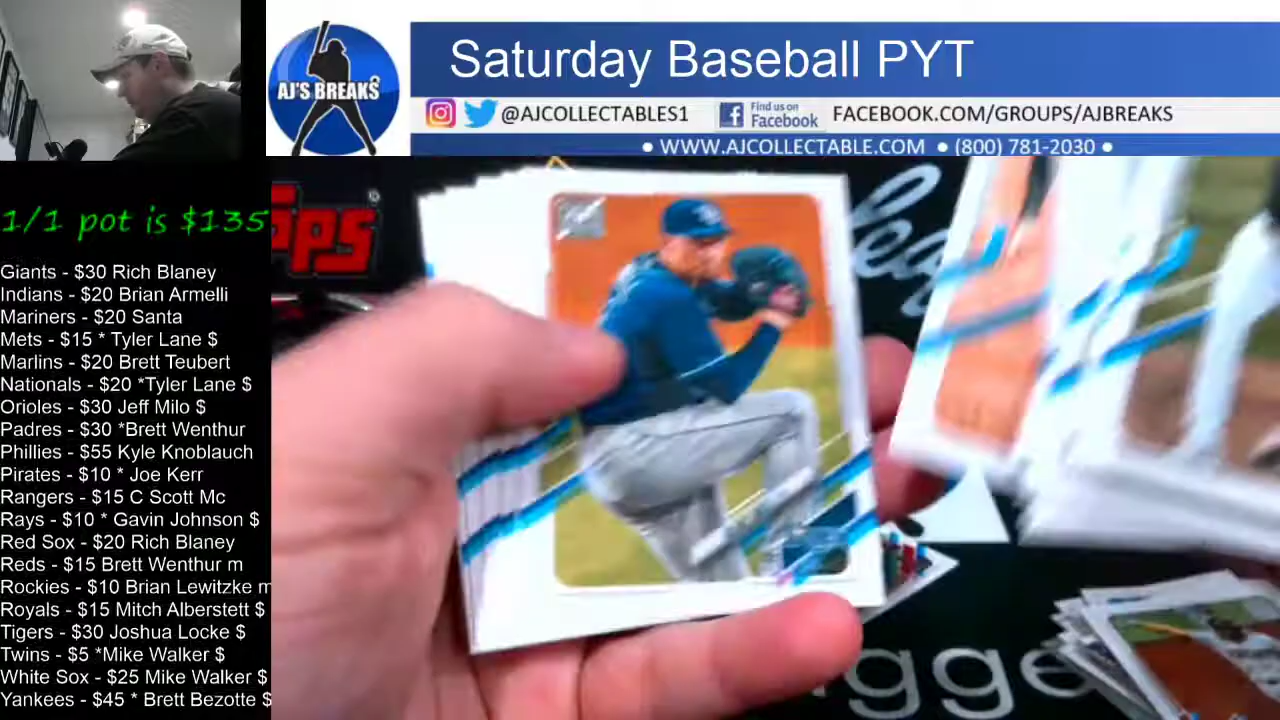 Saturday Baseball PYT
AJ'S BREAKS
@AJCOLLECTABLES1
Find us on
Facebook
FACEBOOK.COM/GROUPS/AJBREAKS
• WWW.AJCOLLECTABLE.COM • (800) 781-2030 •
1/1 pot is $135
Giants - $30 Rich Blaney
Indians - $20 Brian Armelli
Mariners - $20 Santa
Mets - $15 * Tyler Lane $
Marlins - $20 Brett Teubert
Nationals - $20 *Tyler Lane $
Orioles - $30 Jeff Milo $
Padres - $30 *Brett Wenthur
Phillies - $55 Kyle Knoblauch
Pirates - $10 * Joe Kerr
Rangers - $15 C Scott Mc
Rays - $10 * Gavin Johnson $
Red Sox - $20 Rich Blaney
Reds - $15 Brett Wenthur m
Rockies - $10 Brian Lewitzke m
Royals - $15 Mitch Alberstett $
Tigers - $30 Joshua Locke $
Twins - $5 *Mike Walker $
White Sox - $25 Mike Walker $
Yankees - $45 * Brett Bezotte $